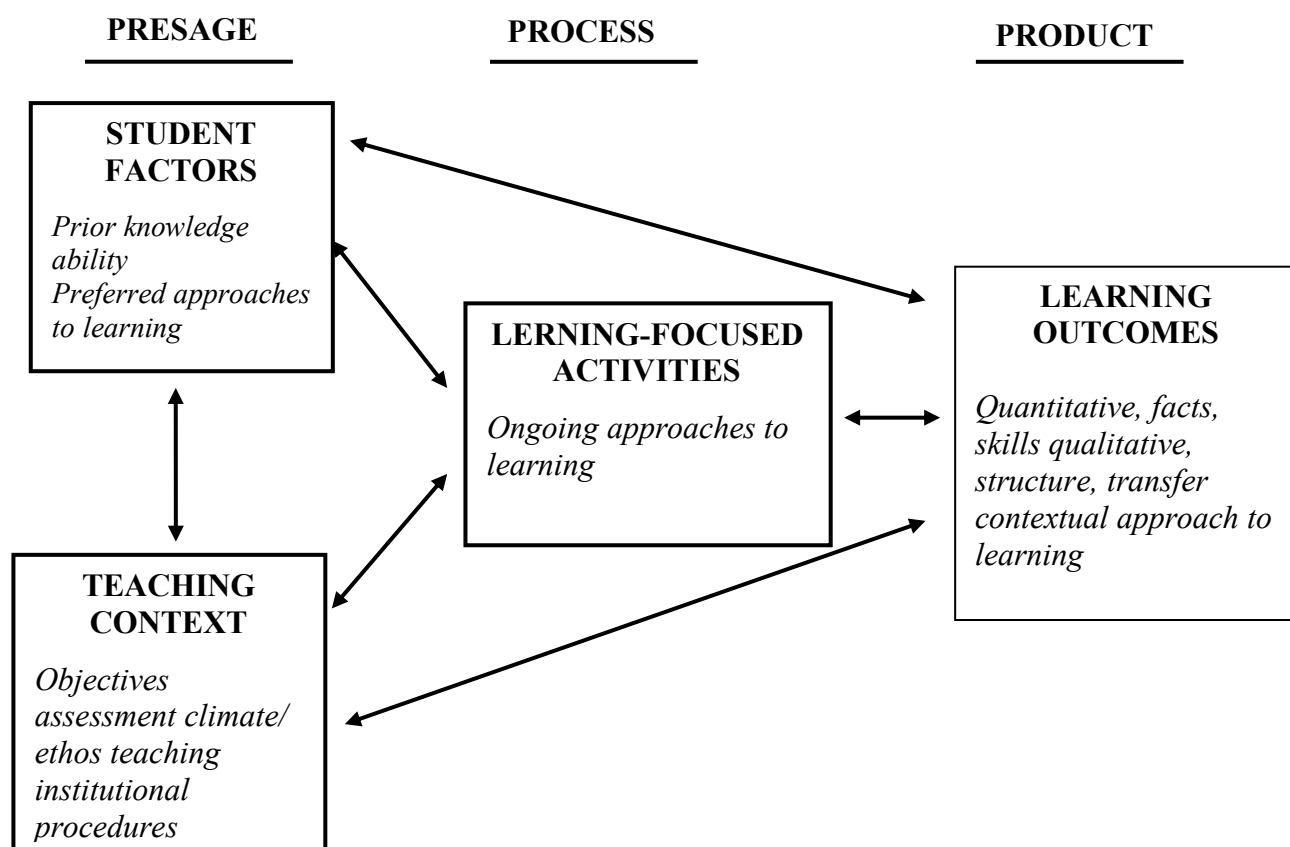 PRESAGE
PROCESS
PRODUCT
STUDENT
FACTORS
Prior knowledge
ability
Preferred approaches
to learning
LERNING-FOCUSED
ACTIVITIES
Ongoing approaches to
learning
LEARNING
OUTCOMES
Quantitative, facts,
skills qualitative,
structure, transfer
contextual approach to
learning
TEACHING
CONTEXT
Objectives
assessment climate/
ethos teaching
institutional
procedures